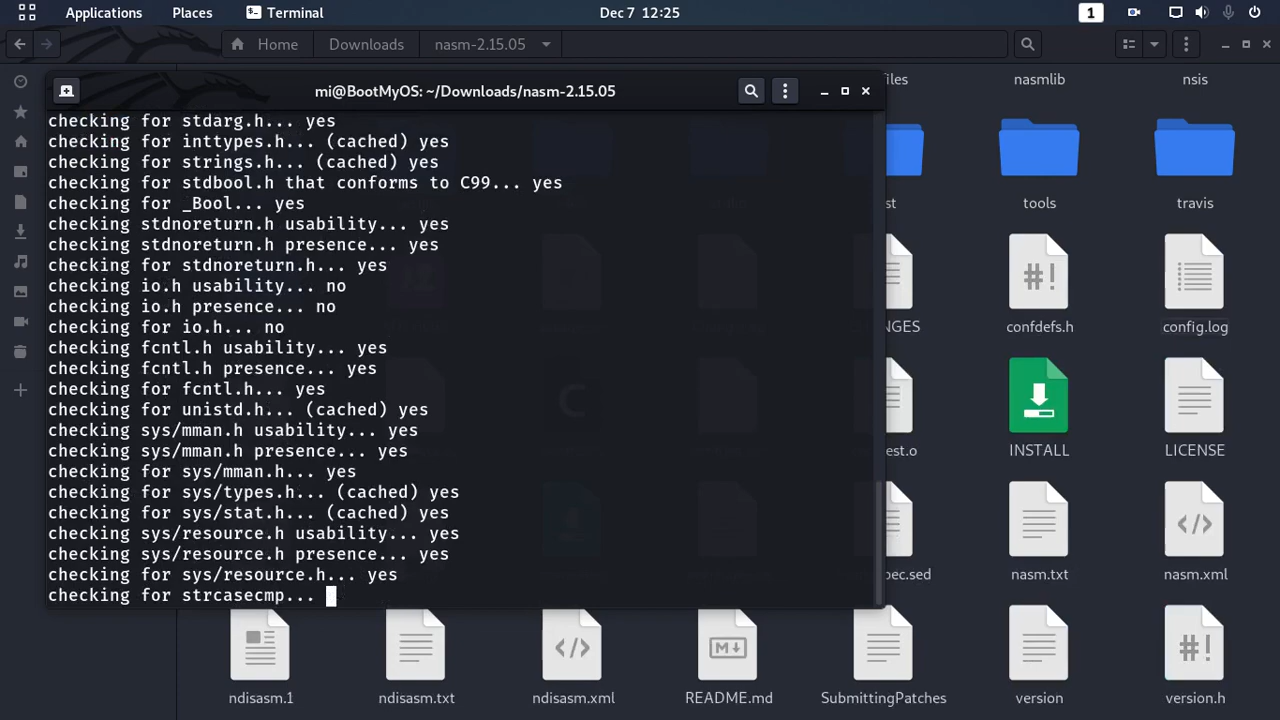 Applications Places Terminal Dec 7 12:25 1
Home Downloads nasm-2.15.05
mi@BootMyOS: ~/Downloads/nasm-2.15.05
checking for stdarg.h... yes
checking for inttypes.h... (cached) yes
checking for strings.h... (cached) yes
checking for stdbool.h that conforms to C99... yes
checking for _Bool... yes
checking stdnoreturn.h usability... yes
checking stdnoreturn.h presence... yes
checking for stdnoreturn.h... yes
checking io.h usability... no
checking io.h presence... no
checking for io.h... no
checking fcntl.h usability... yes
checking fcntl.h presence... yes
checking for fcntl.h... yes
checking for unistd.h... (cached) yes
checking sys/mman.h usability... yes
checking sys/mman.h presence... yes
checking for sys/mman.h... yes
checking for sys/types.h... (cached) yes
checking for sys/stat.h... (cached) yes
checking sys/resource.h usability... yes
checking sys/resource.h presence... yes
checking for sys/resource.h... yes
checking for strcasecmp...
nasmlib nsis
tools travis
confdefs.h config.log
INSTALL LICENSE
nasm.txt nasm.xml
ndisasm.1 ndisasm.txt ndisasm.xml README.md SubmittingPatches version version.h